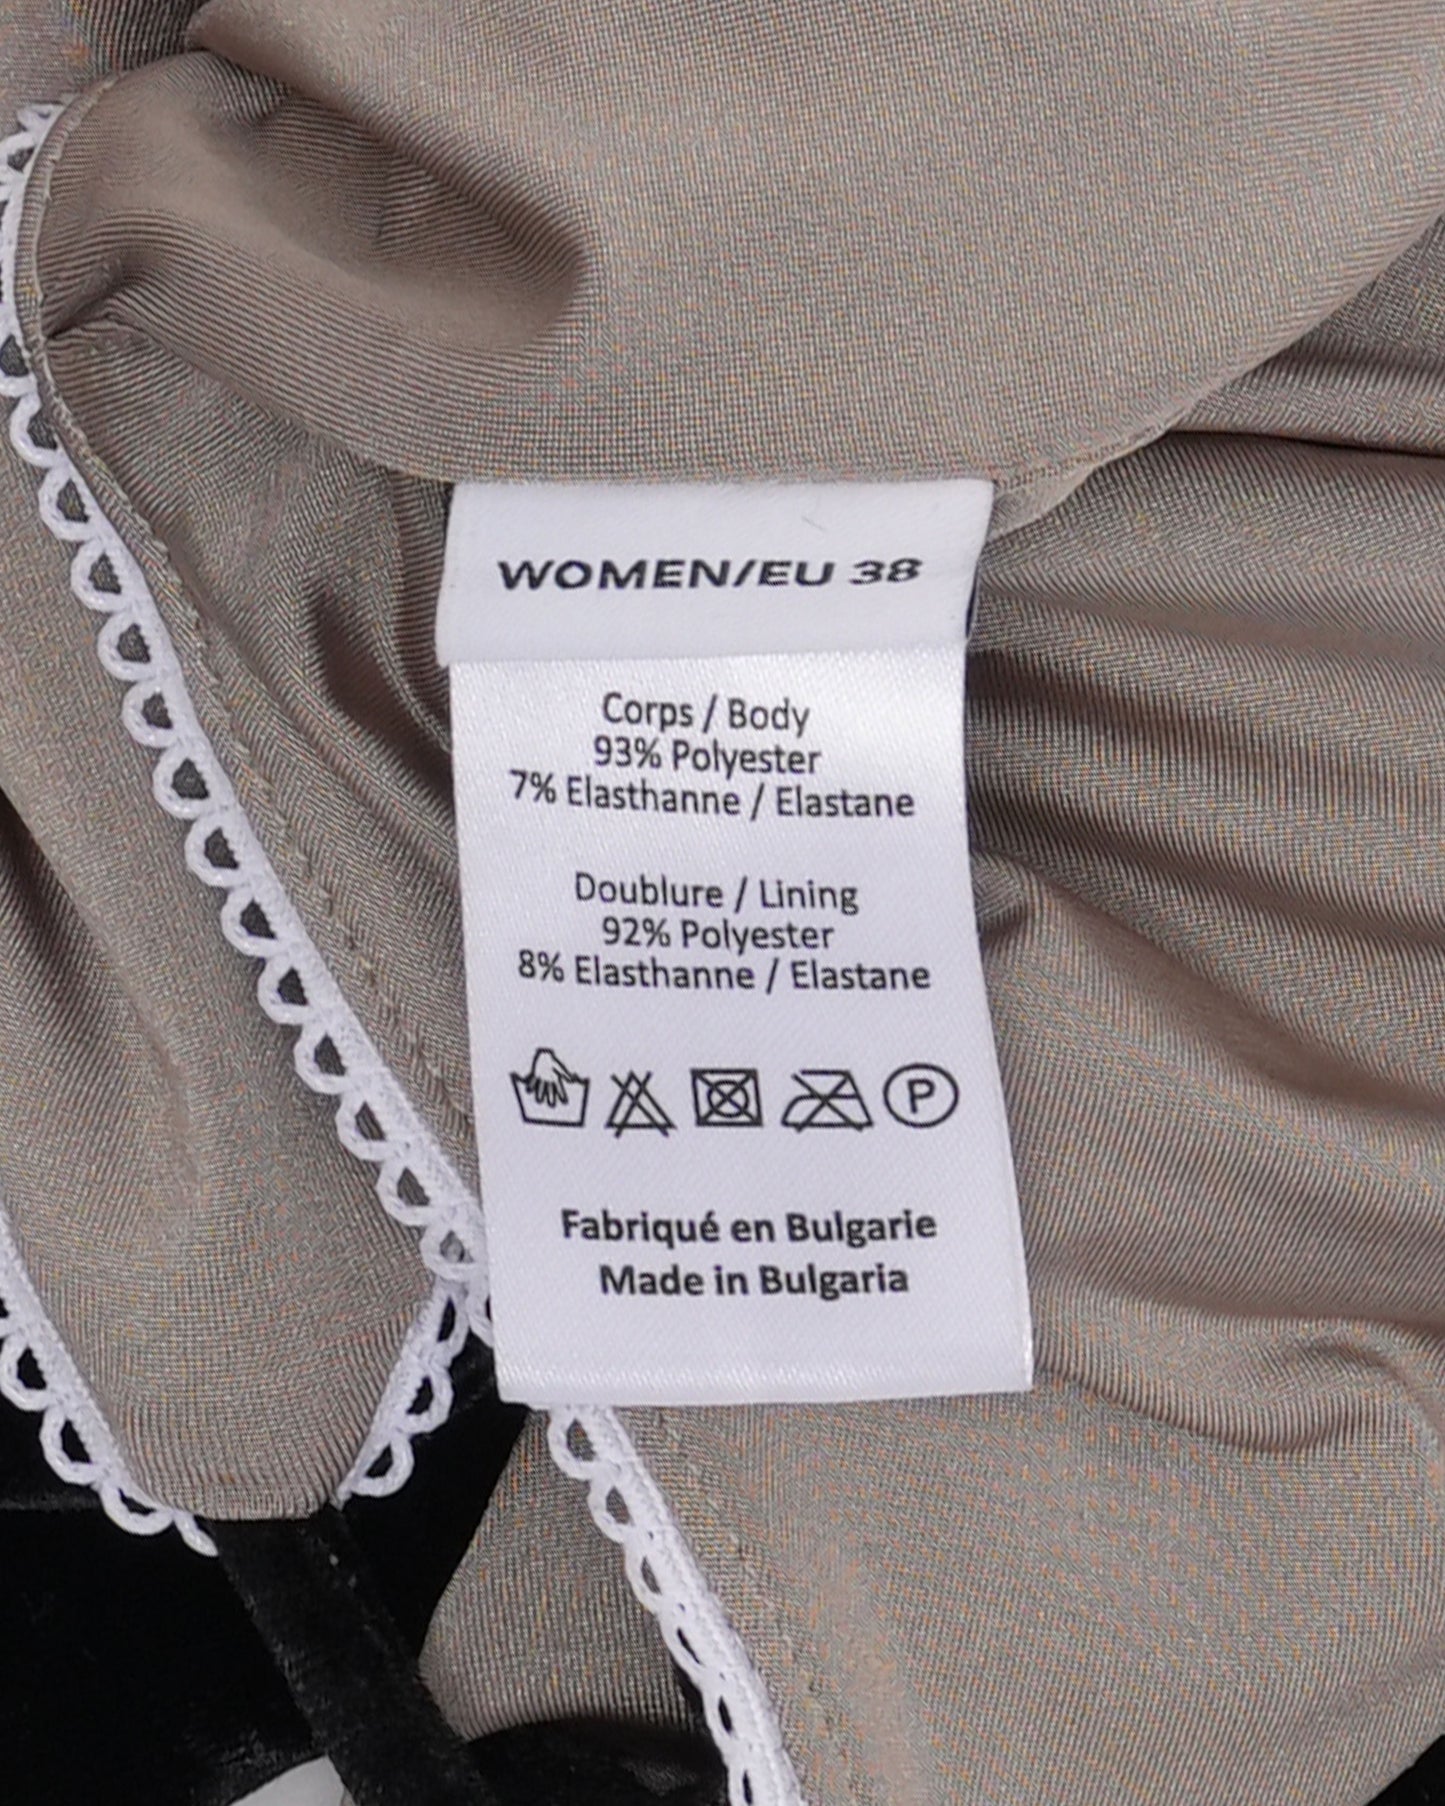 WOMEN/EU 38
Corps / Body
93% Polyester
7% Elasthanne / Elastane
Doublure / Lining
92% Polyester
8% Elasthanne / Elastane
P
Fabriqué en Bulgarie
Made in Bulgaria